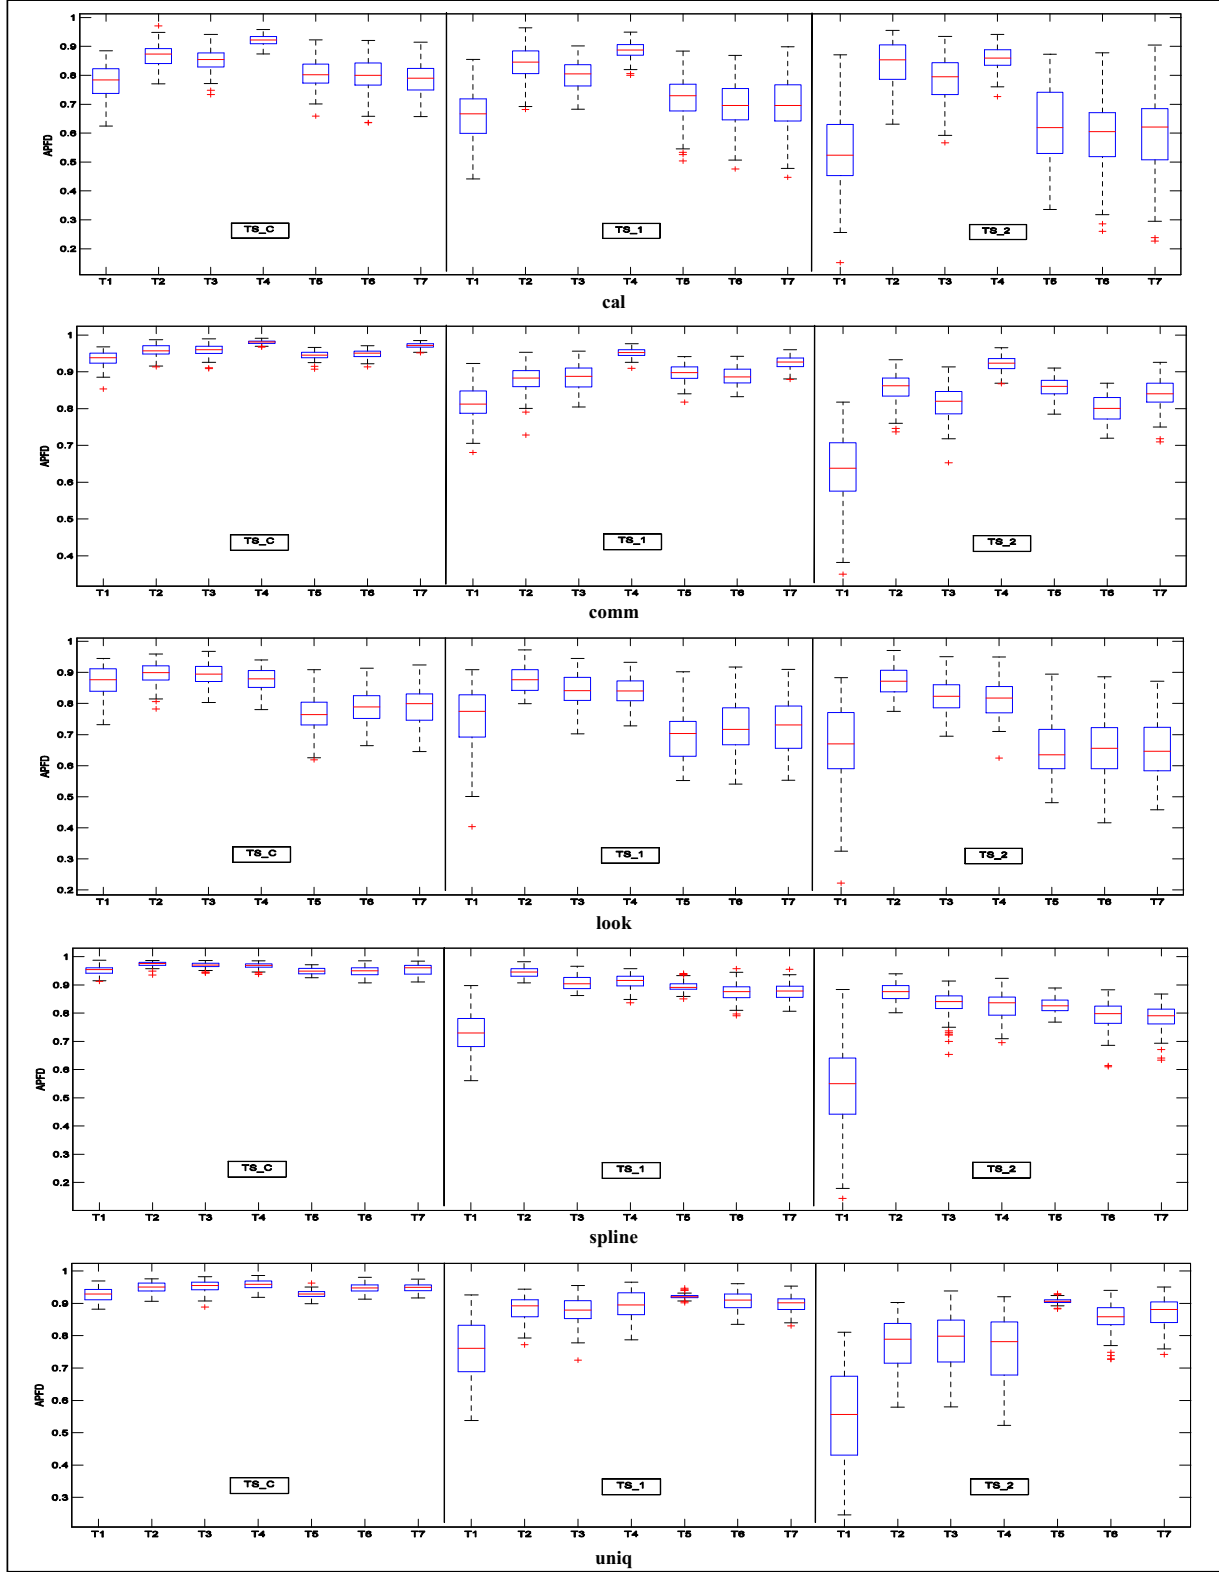 1
0.9
0.8
0.7
0.6
0.5
0.4
0.3
0.2
APFD
TS_C
TS_1
TS_2
T1 T2 T3 T4 T5 T6 T7 T1 T2 T3 T4 T5 T6 T7 T1 T2 T3 T4 T5 T6 T7
cal
1
0.9
0.8
0.7
0.6
0.5
0.4
APFD
TS_C
TS_1
TS_2
T1 T2 T3 T4 T5 T6 T7 T1 T2 T3 T4 T5 T6 T7 T1 T2 T3 T4 T5 T6 T7
comm
1
0.9
0.8
0.7
0.6
0.5
0.4
0.3
0.2
APFD
TS_C
TS_1
TS_2
T1 T2 T3 T4 T5 T6 T7 T1 T2 T3 T4 T5 T6 T7 T1 T2 T3 T4 T5 T6 T7
look
1
0.9
0.8
0.7
0.6
0.5
0.4
0.3
0.2
APFD
TS_C
TS_1
TS_2
T1 T2 T3 T4 T5 T6 T7 T1 T2 T3 T4 T5 T6 T7 T1 T2 T3 T4 T5 T6 T7
spline
1
0.9
0.8
0.7
0.6
0.5
0.4
0.3
APFD
TS_C
TS_1
TS_2
T1 T2 T3 T4 T5 T6 T7 T1 T2 T3 T4 T5 T6 T7 T1 T2 T3 T4 T5 T6 T7
uniq